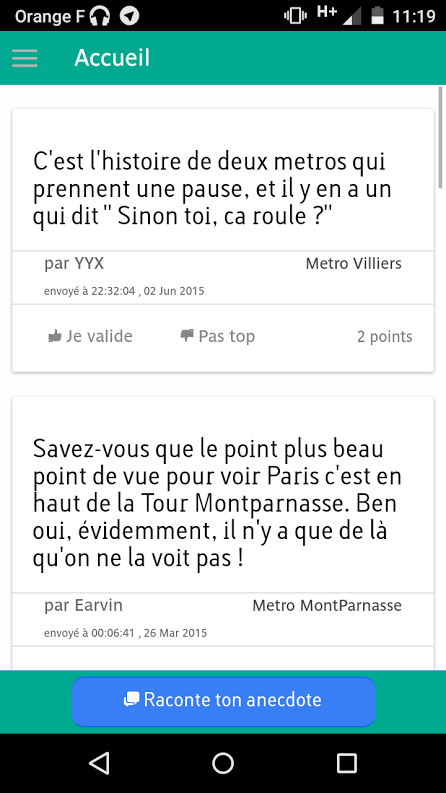 Orange F H+ 11:19
Accueil
C'est l'histoire de deux metros qui
prennent une pause, et il y en a un
qui dit " Sinon toi, ca roule ?"
par YYX Metro Villiers
envoyé à 22:32:04 , 02 Jun 2015
Je valide Pas top 2 points
Savez-vous que le point plus beau
point de vue pour voir Paris c'est en
haut de la Tour Montparnasse. Ben
oui, évidemment, il n'y a que de là
qu'on ne la voit pas !
par Earvin Metro MontParnasse
envoyé à 00:06:41 , 26 Mar 2015
Raconte ton anecdote